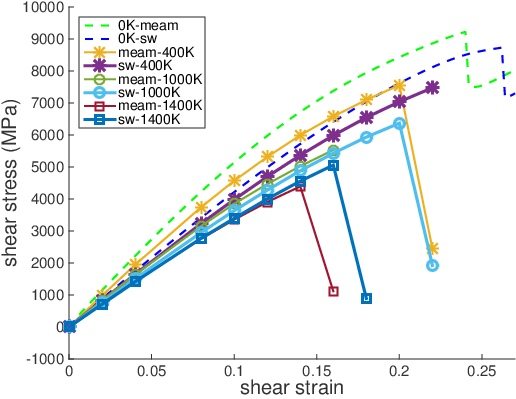 10000
9000
8000
7000
6000
5000
4000
3000
2000
1000
0
-1000
shear stress (MPa)
0K-meam
0K-sw
meam-400K
sw-400K
meam-1000K
sw-1000K
meam-1400K
sw-1400K
0
0.05
0.1
0.15
0.2
0.25
shear strain